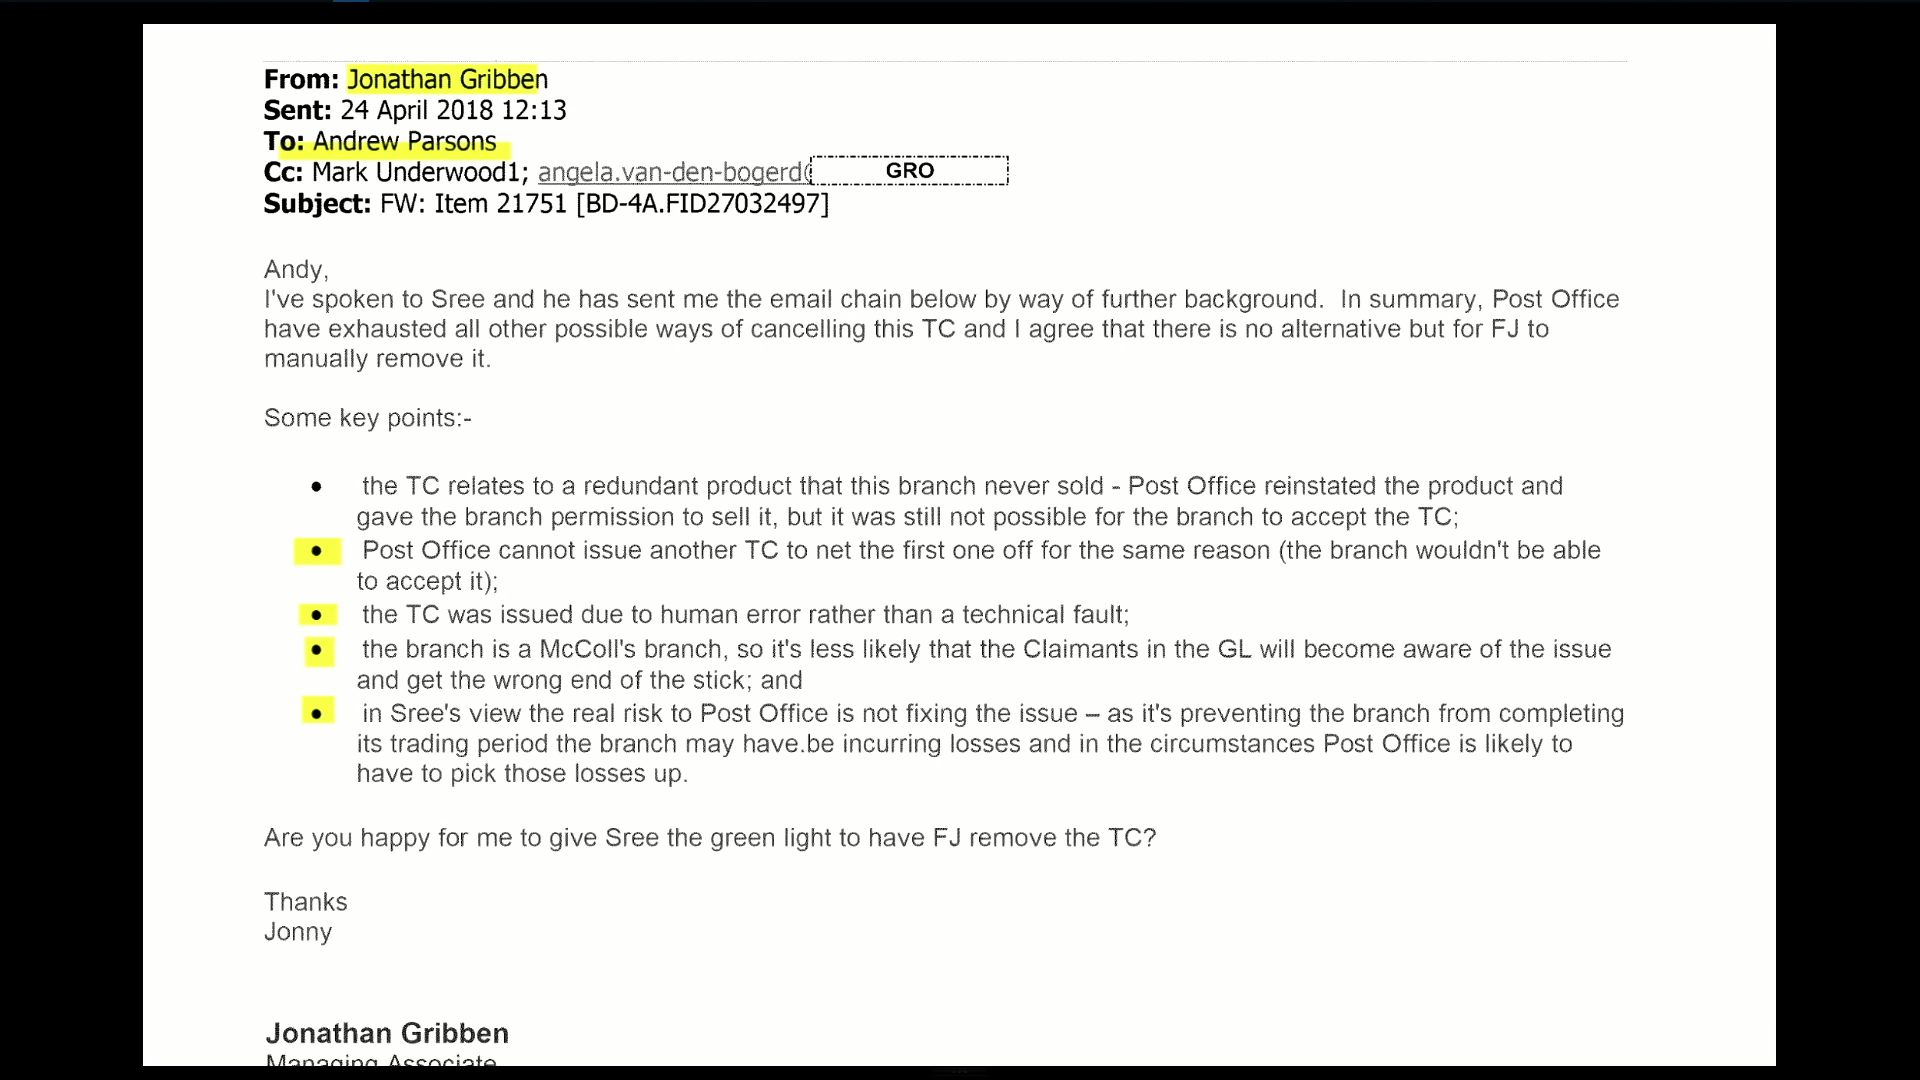 From: Jonathan Gribben
Sent: 24 April 2018 12:13
To: Andrew Parsons
Cc: Mark Underwood1; angela.van-den-bogerd@ GRO
Subject: FW: Item 21751 [BD-4A.FID27032497]
Andy,
I've spoken to Sree and he has sent me the email chain below by way of further background. In summary, Post Office
have exhausted all other possible ways of cancelling this TC and I agree that there is no alternative but for FJ to
manually remove it.
Some key points:-
• the TC relates to a redundant product that this branch never sold - Post Office reinstated the product and
gave the branch permission to sell it, but it was still not possible for the branch to accept the TC;
• Post Office cannot issue another TC to net the first one off for the same reason (the branch wouldn't be able
to accept it);
• the TC was issued due to human error rather than a technical fault;
• the branch is a McColl's branch, so it's less likely that the Claimants in the GL will become aware of the issue
and get the wrong end of the stick; and
• in Sree's view the real risk to Post Office is not fixing the issue – as it's preventing the branch from completing
its trading period the branch may have.be incurring losses and in the circumstances Post Office is likely to
have to pick those losses up.
Are you happy for me to give Sree the green light to have FJ remove the TC?
Thanks
Jonny
Jonathan Gribben
Managing Associate